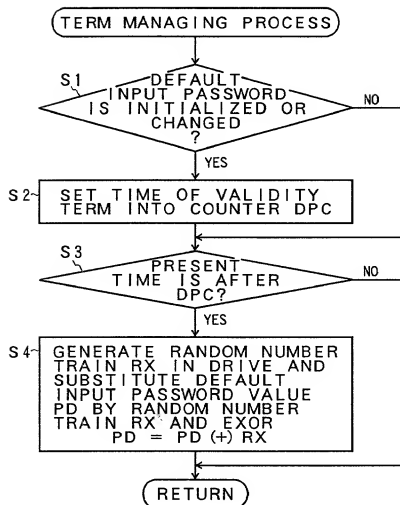 TERM MANAGING PROCESS
S1
DEFAULT
INPUT PASSWORD
IS INITIALIZED OR
CHANGED
?
NO
YES
S2
SET TIME OF VALIDITY
TERM INTO COUNTER DPC
S3
PRESENT
TIME IS AFTER
DPC?
NO
YES
S4
GENERATE RANDOM NUMBER
TRAIN RX IN DRIVE AND
SUBSTITUTE DEFAULT
INPUT PASSWORD VALUE
PD BY RANDOM NUMBER
TRAIN RX AND EXOR
PD = PD (+) RX
RETURN